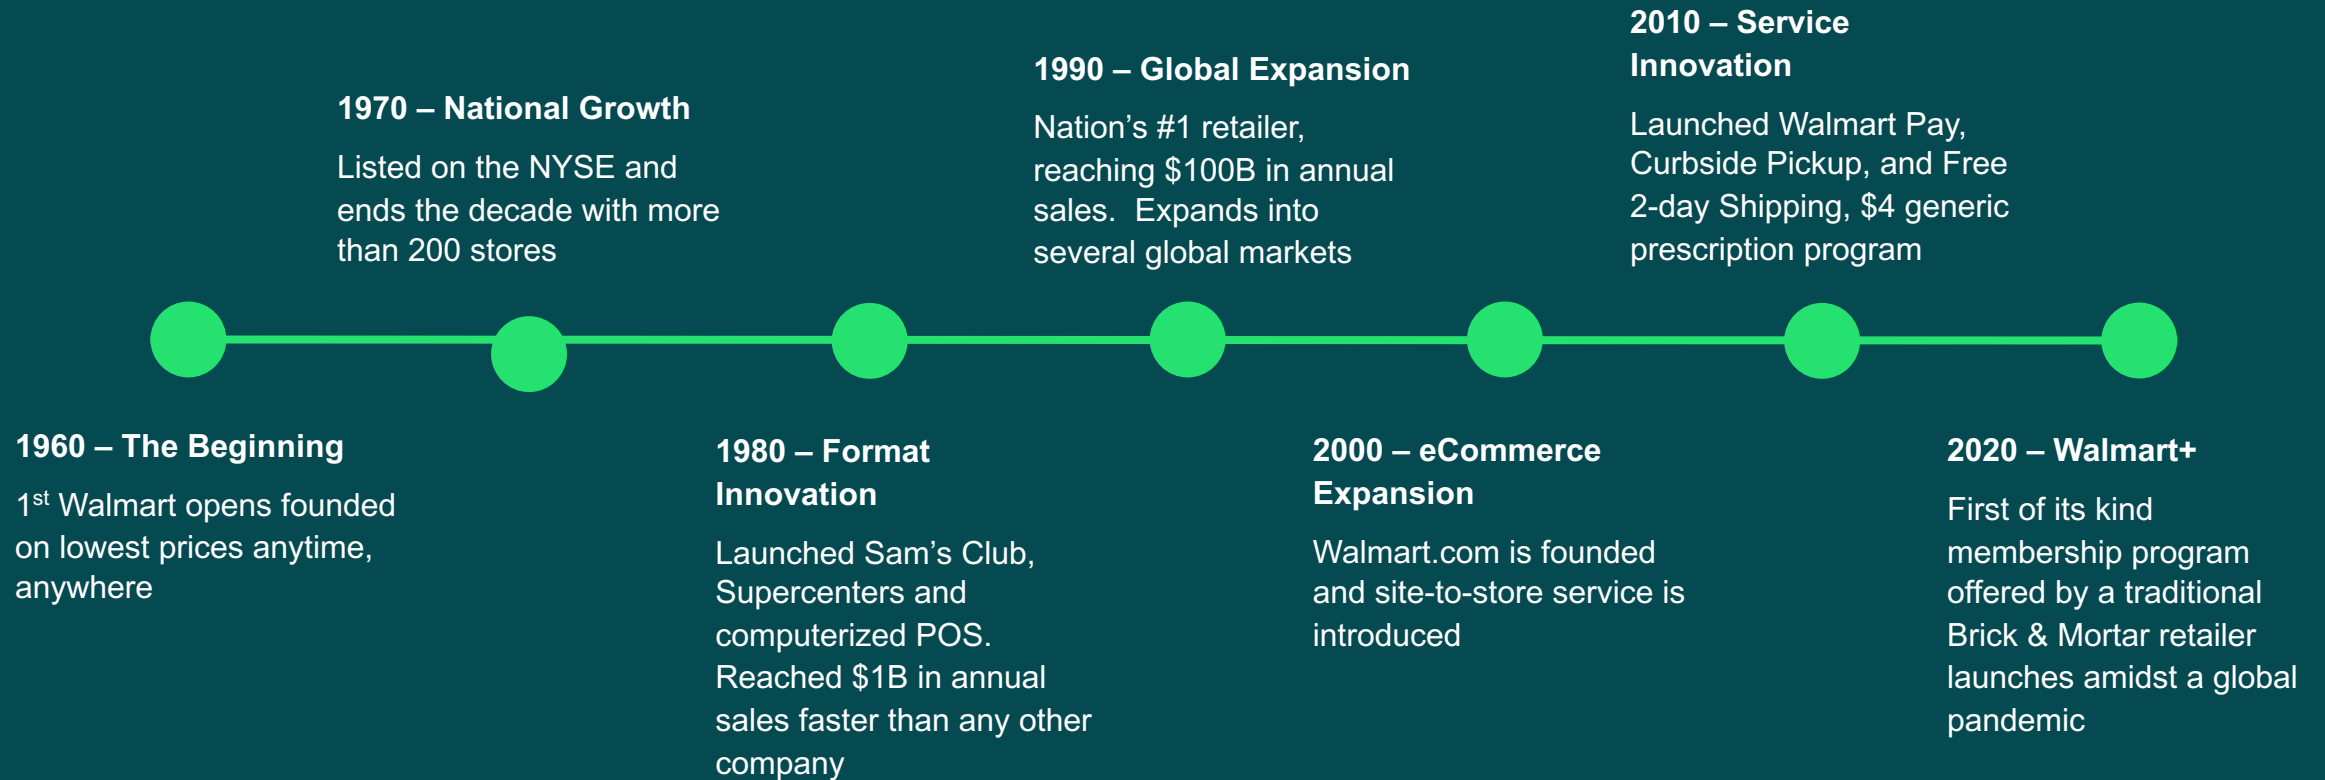 1960 – The Beginning
1st Walmart opens founded
on lowest prices anytime,
anywhere
1970 – National Growth
Listed on the NYSE and
ends the decade with more
than 200 stores
1980 – Format
Innovation
Launched Sam’s Club,
Supercenters and
computerized POS.
Reached $1B in annual
sales faster than any other
company
1990 – Global Expansion
Nation’s #1 retailer,
reaching $100B in annual
sales.  Expands into
several global markets
2000 – eCommerce
Expansion
Walmart.com is founded
and site-to-store service is
introduced
2010 – Service
Innovation
Launched Walmart Pay,
Curbside Pickup, and Free
2-day Shipping, $4 generic
prescription program
2020 – Walmart+
First of its kind
membership program
offered by a traditional
Brick & Mortar retailer
launches amidst a global
pandemic